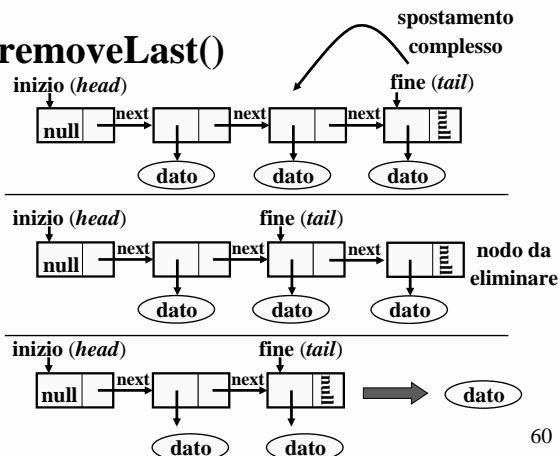 spostamento
complesso
removeLast()
inizio (head)
fine (tail)
null next next next null
dato dato dato
inizio (head) fine (tail)
null next next next null
nodo da
eliminare
dato dato dato
inizio (head) fine (tail)
null next next null dato
dato dato
60